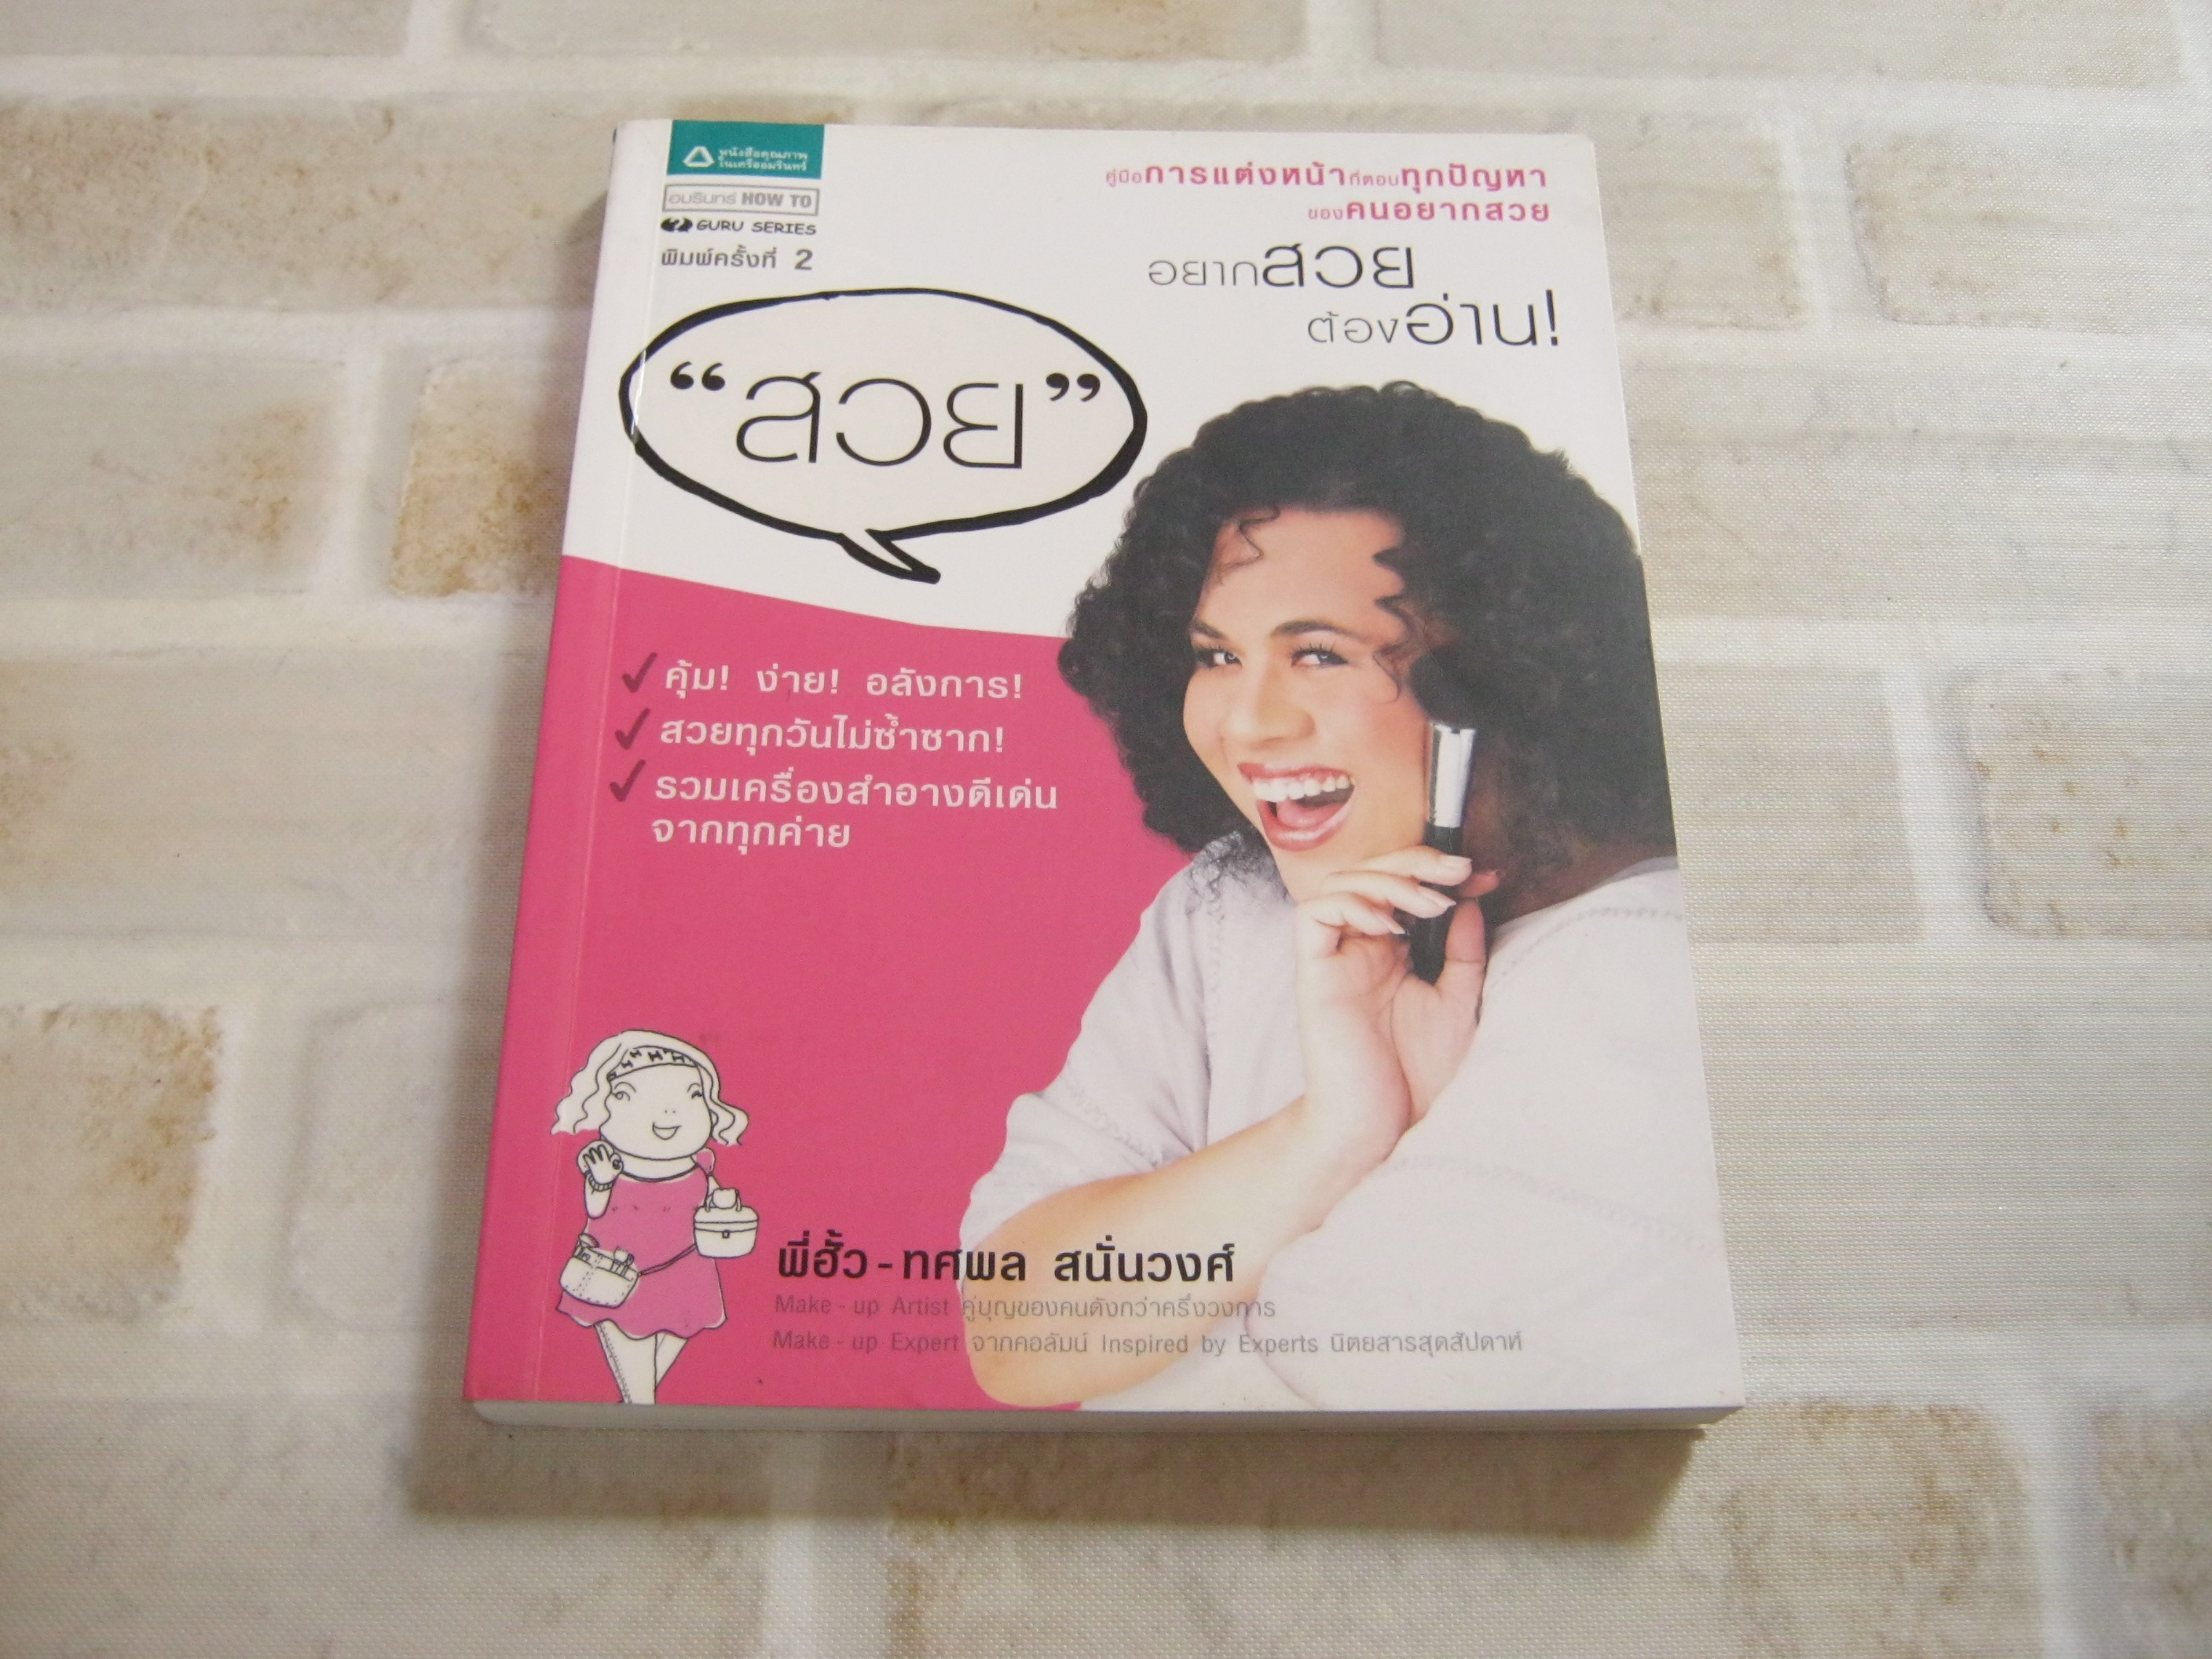 หนังสือคุณภาพ
ในเครืออมรินทร์
อมรินทร์ HOW TO
GURU SERIES
พิมพ์ครั้งที่ 2
คู่มือการแต่งหน้าที่ตอบทุกปัญหา
ของคนอยากสวย
อยากสวย
ต้องอ่าน!
“สวย”
คุ้ม! ง่าย! อลังการ!
สวยทุกวันไม่ซ้ำซาก!
รวมเครื่องสำอางดีเด่น
จากทุกค่าย
พี่ฮั้ว - ทศพล สนั่นวงศ์
Make - up Artist คู่บุญของคนดังกว่าครึ่งวงการ
Make - up Expert จากคอลัมน์ Inspired by Experts นิตยสารสุดสัปดาห์